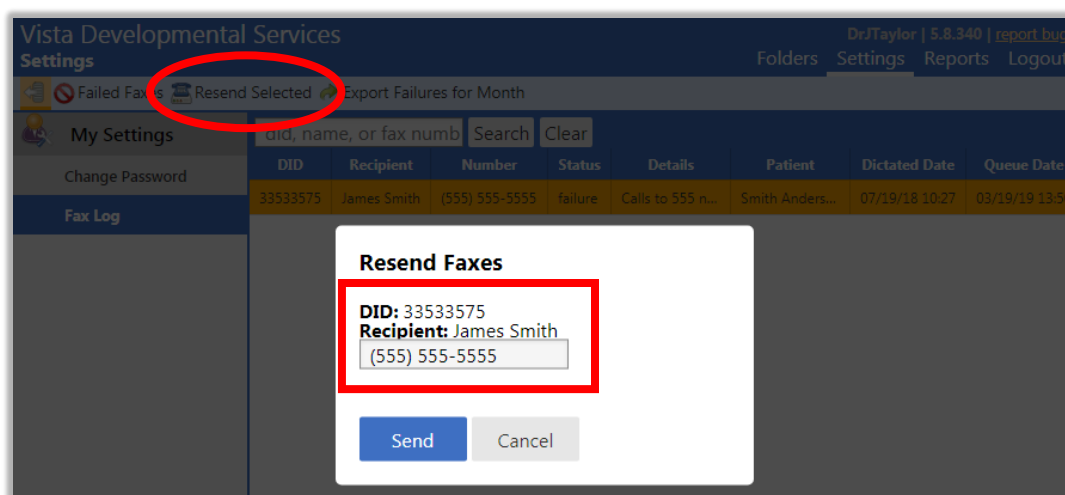 Vista Developmental Services
DrJTaylor | 5.8.340 | report bug
Settings
Folders Settings Reports Logout
Failed Faxes Resend Selected Export Failures for Month
My Settings
did, name, or fax numb Search Clear
Change Password
DID Recipient Number Status Details Patient Dictated Date Queue Date
33533575 James Smith (555) 555-5555 failure Calls to 555 n... Smith Anders... 07/19/18 10:27 03/19/19 13:5
Fax Log
Resend Faxes
DID: 33533575
Recipient: James Smith
(555) 555-5555
Send Cancel